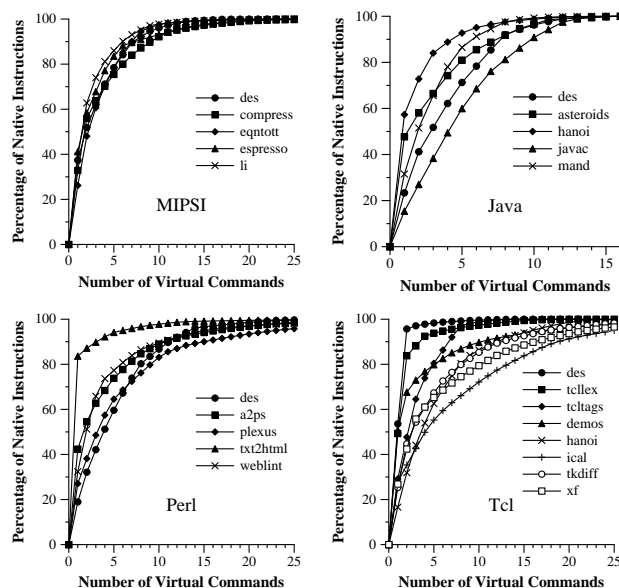 100
80
60
40
20
0
Percentage of Native Instructions
des
compress
eqntott
espresso
li
MIPSI
0 5 10 15 20 25
Number of Virtual Commands
100
80
60
40
20
0
Percentage of Native Instructions
des
asteroids
hanoi
javac
mand
Java
0 5 10 15
Number of Virtual Commands
100
80
60
40
20
0
Percentage of Native Instructions
des
a2ps
plexus
txt2html
weblint
Perl
0 5 10 15 20 25
Number of Virtual Commands
100
80
60
40
20
0
Percentage of Native Instructions
des
tcllex
tcltags
demos
hanoi
ical
tkdiff
xf
Tcl
0 5 10 15 20 25
Number of Virtual Commands